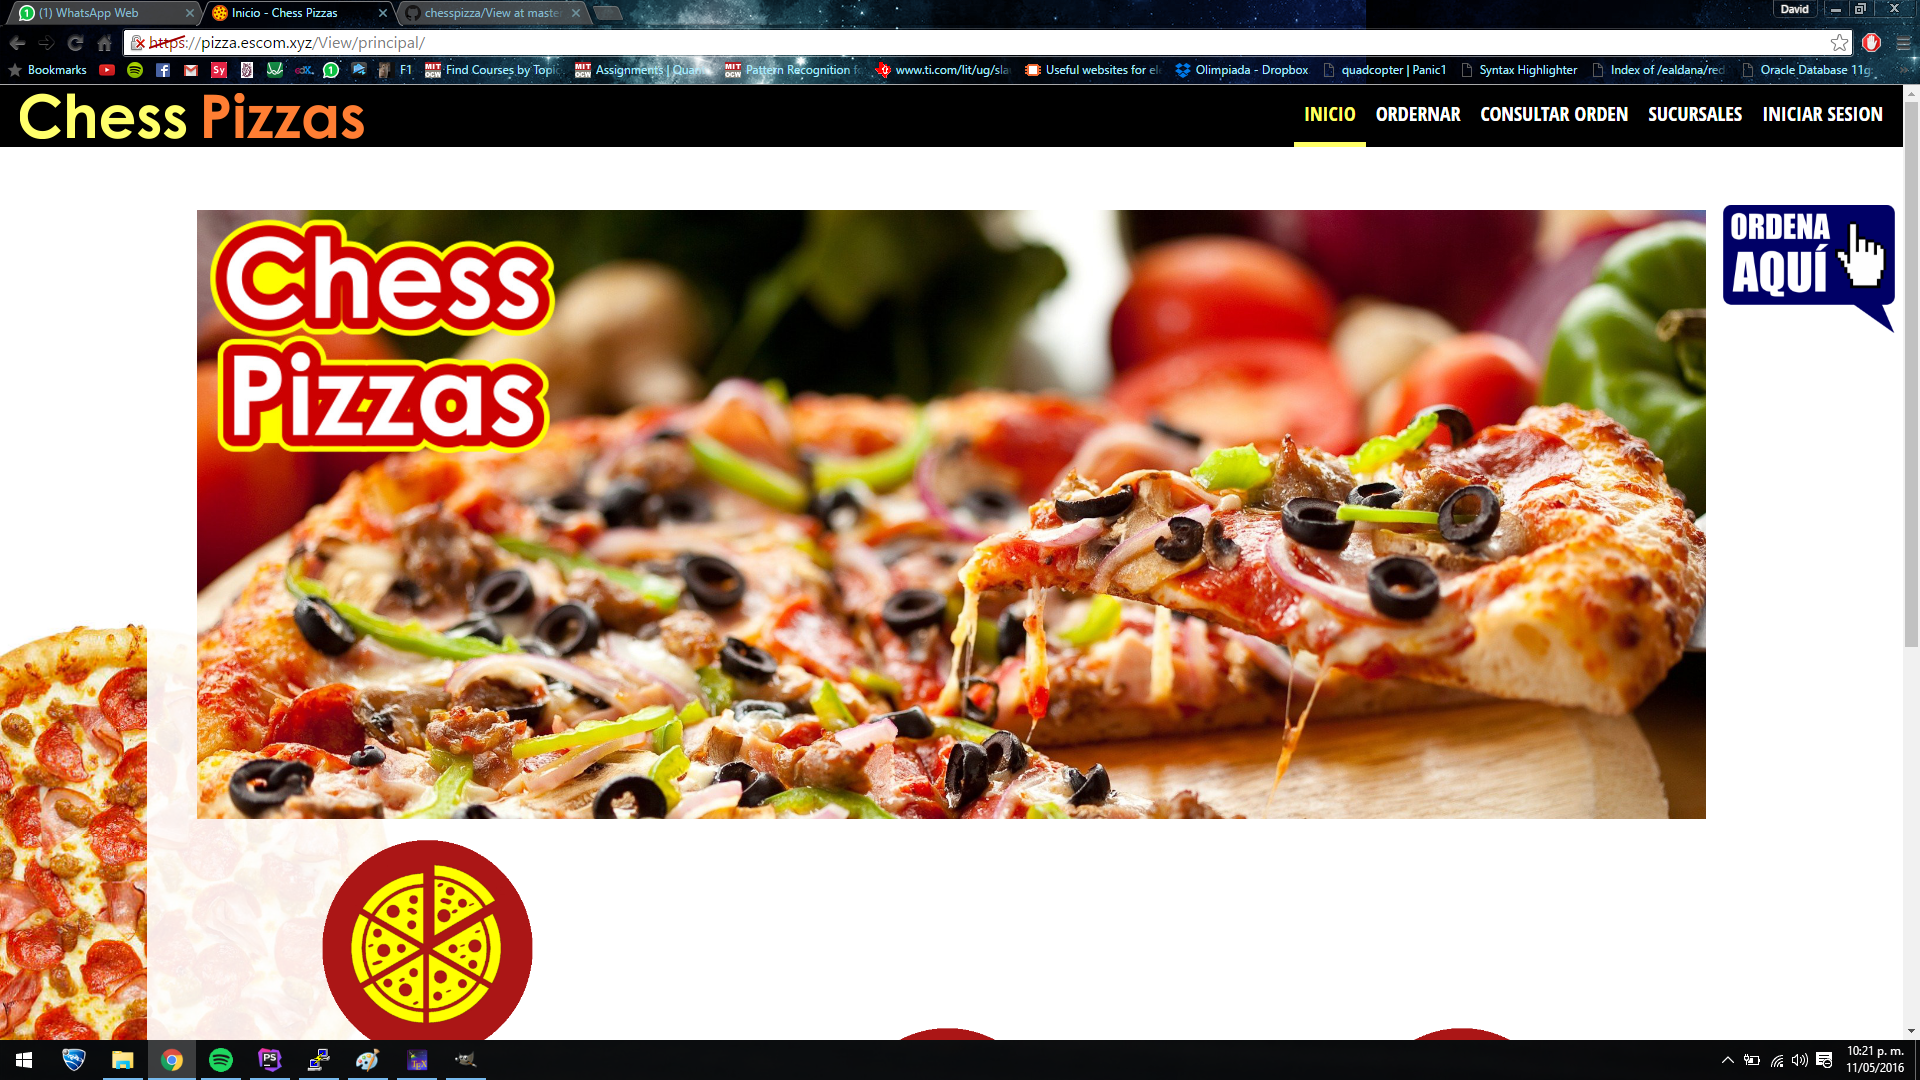 (1) WhatsApp Web
Inicio - Chess Pizzas
chesspizza/View at maste
David
https://pizza.escom.xyz/View/principal/
Bookmarks
F1
Find Courses by Topic
Assignments | Quan
Pattern Recognition f
www.ti.com/lit/ug/sla
Useful websites for el
Olimpiada - Dropbox
quadcopter | Panic1
Syntax Highlighter
Index of /ealdana/red
Oracle Database 11g
Chess Pizzas
INICIO
ORDERNAR
CONSULTAR ORDEN
SUCURSALES
INICIAR SESION
Chess
Pizzas
ORDENA
AQUÍ
10:21 p. m.
11/05/2016